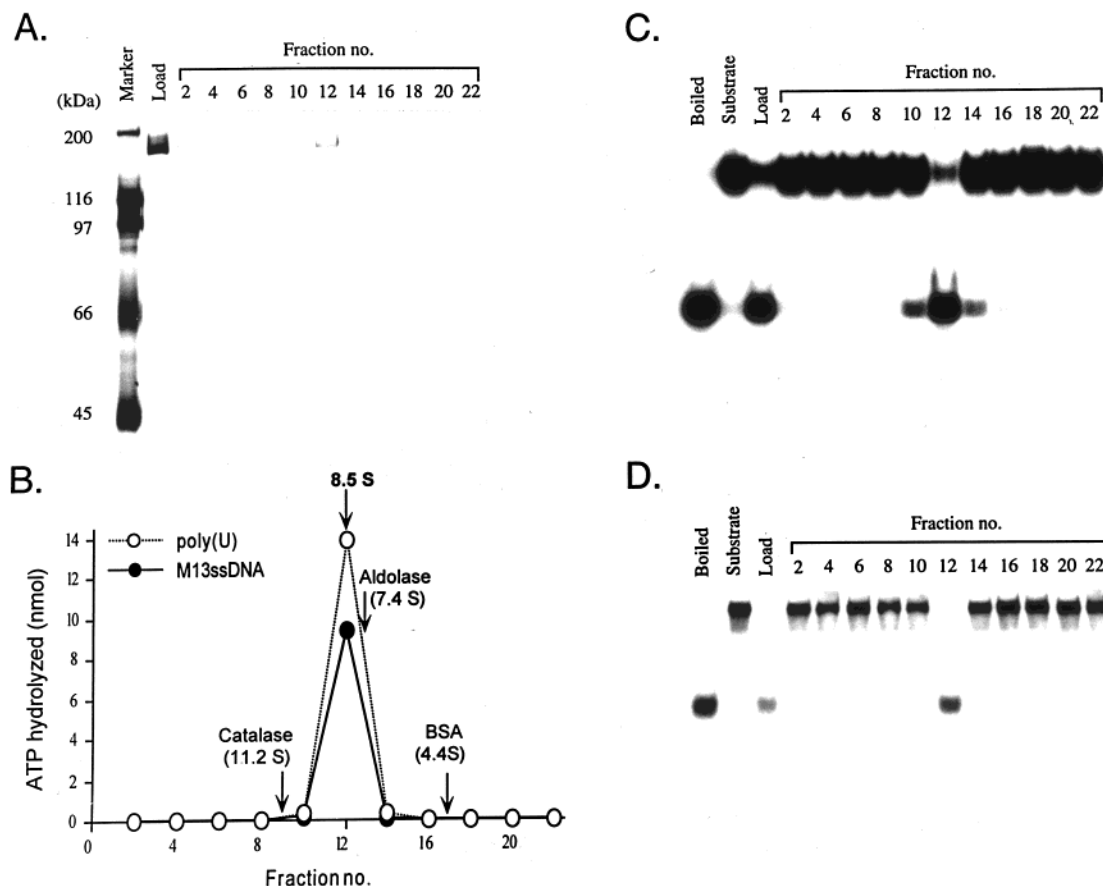 A.
Fraction no.
Marker
Load
2 4 6 8 10 12 14 16 18 20 22
(kDa)
200
116
97
66
45
B.
8.5 S
poly(U)
M13ssDNA
Aldolase
(7.4 S)
Catalase
(11.2 S)
BSA
(4.4S)
ATP hydrolyzed (nmol)
14
12
10
8
6
4
2
0
0 4 8 12 16 20
Fraction no.
C.
Fraction no.
Boiled
Substrate
Load
2 4 6 8 10 12 14 16 18 20 22
D.
Fraction no.
Boiled
Substrate
Load
2 4 6 8 10 12 14 16 18 20 22